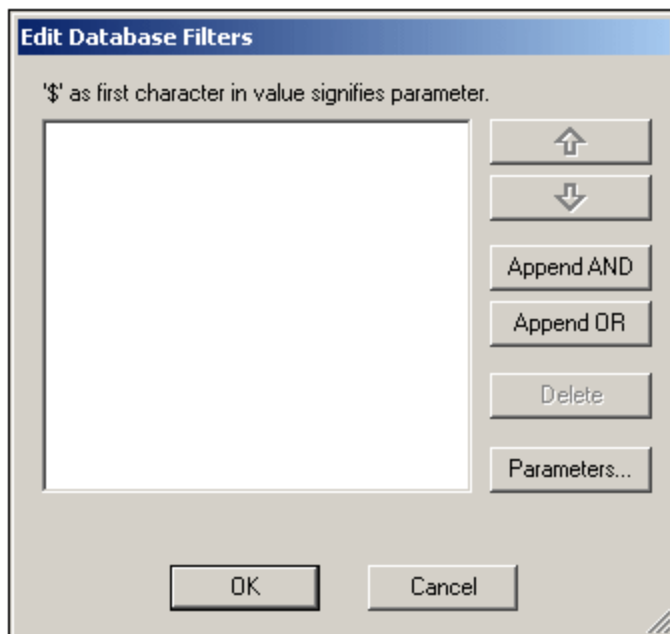 Edit Database Filters
'$' as first character in value signifies parameter.
Append AND
Append OR
Delete
Parameters...
OK
Cancel